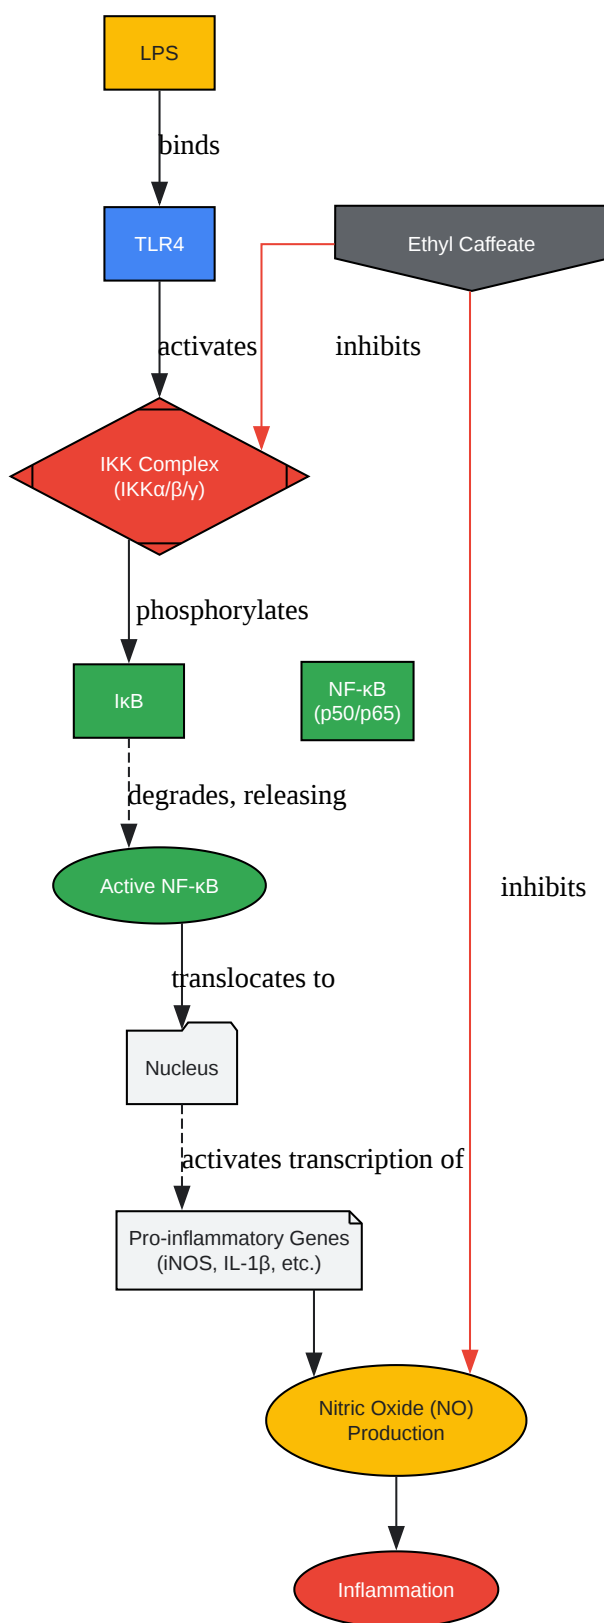 LPS
binds
TLR4
Ethyl Caffeate
activates
inhibits
IKK Complex
(IKKα/β/γ)
phosphorylates
IκB
NF-κB
(p50/p65)
degrades, releasing
Active NF-κB
inhibits
translocates to
Nucleus
activates transcription of
Pro-inflammatory Genes
(iNOS, IL-1β, etc.)
Nitric Oxide (NO)
Production
Inflammation